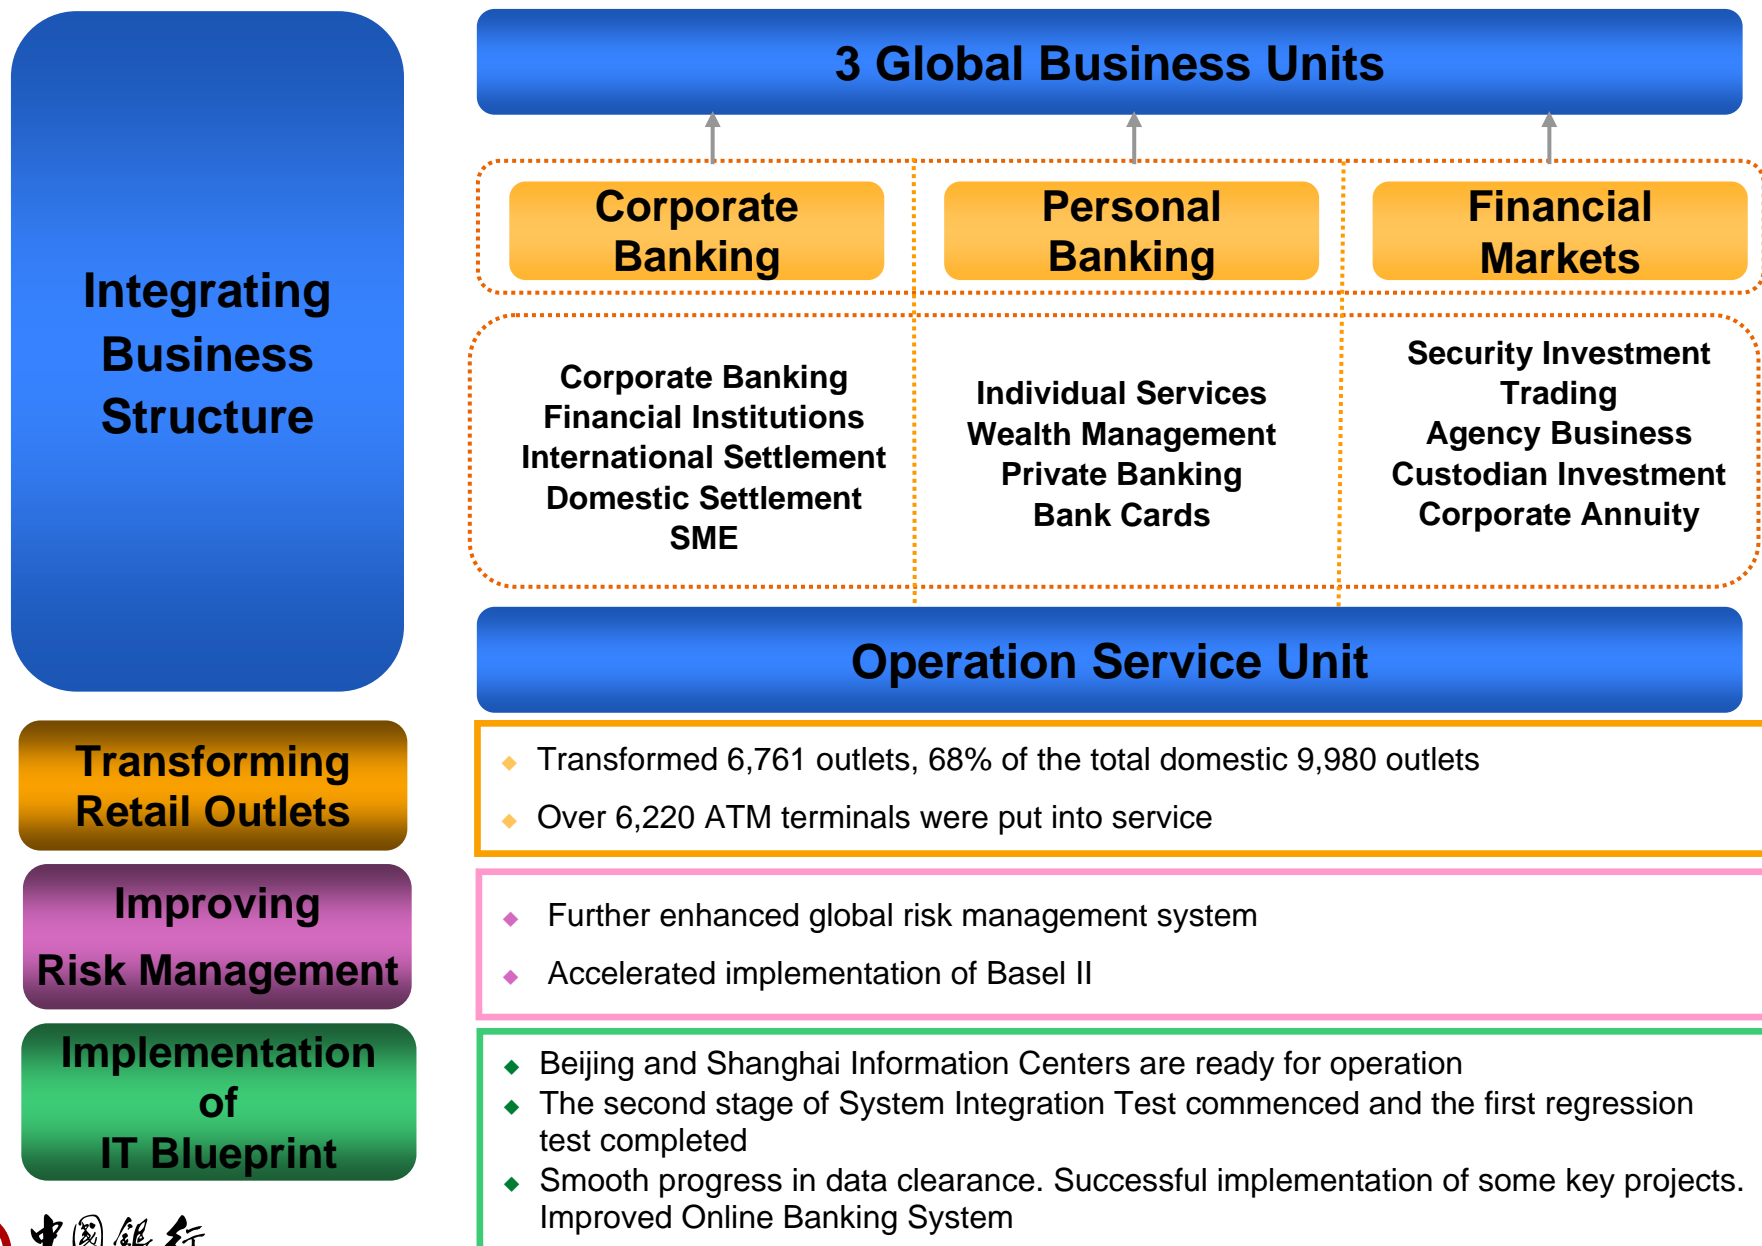 Integrating
Business
Structure
3 Global Business Units
Corporate
Banking
Personal
Banking
Financial
Markets
Corporate Banking
Financial Institutions
International Settlement
Domestic Settlement
SME
Individual Services
Wealth Management
Private Banking
Bank Cards
Security Investment
Trading
Agency Business
Custodian Investment
Corporate Annuity
Operation Service Unit
Transforming
Retail Outlets
Transformed 6,761 outlets, 68% of the total domestic 9,980 outlets
Over 6,220 ATM terminals were put into service
Improving
Risk Management
Further enhanced global risk management system
Accelerated implementation of Basel II
Implementation
of
IT Blueprint
Beijing and Shanghai Information Centers are ready for operation
The second stage of System Integration Test commenced and the first regression
test completed
Smooth progress in data clearance. Successful implementation of some key projects.
Improved Online Banking System
中國銀行